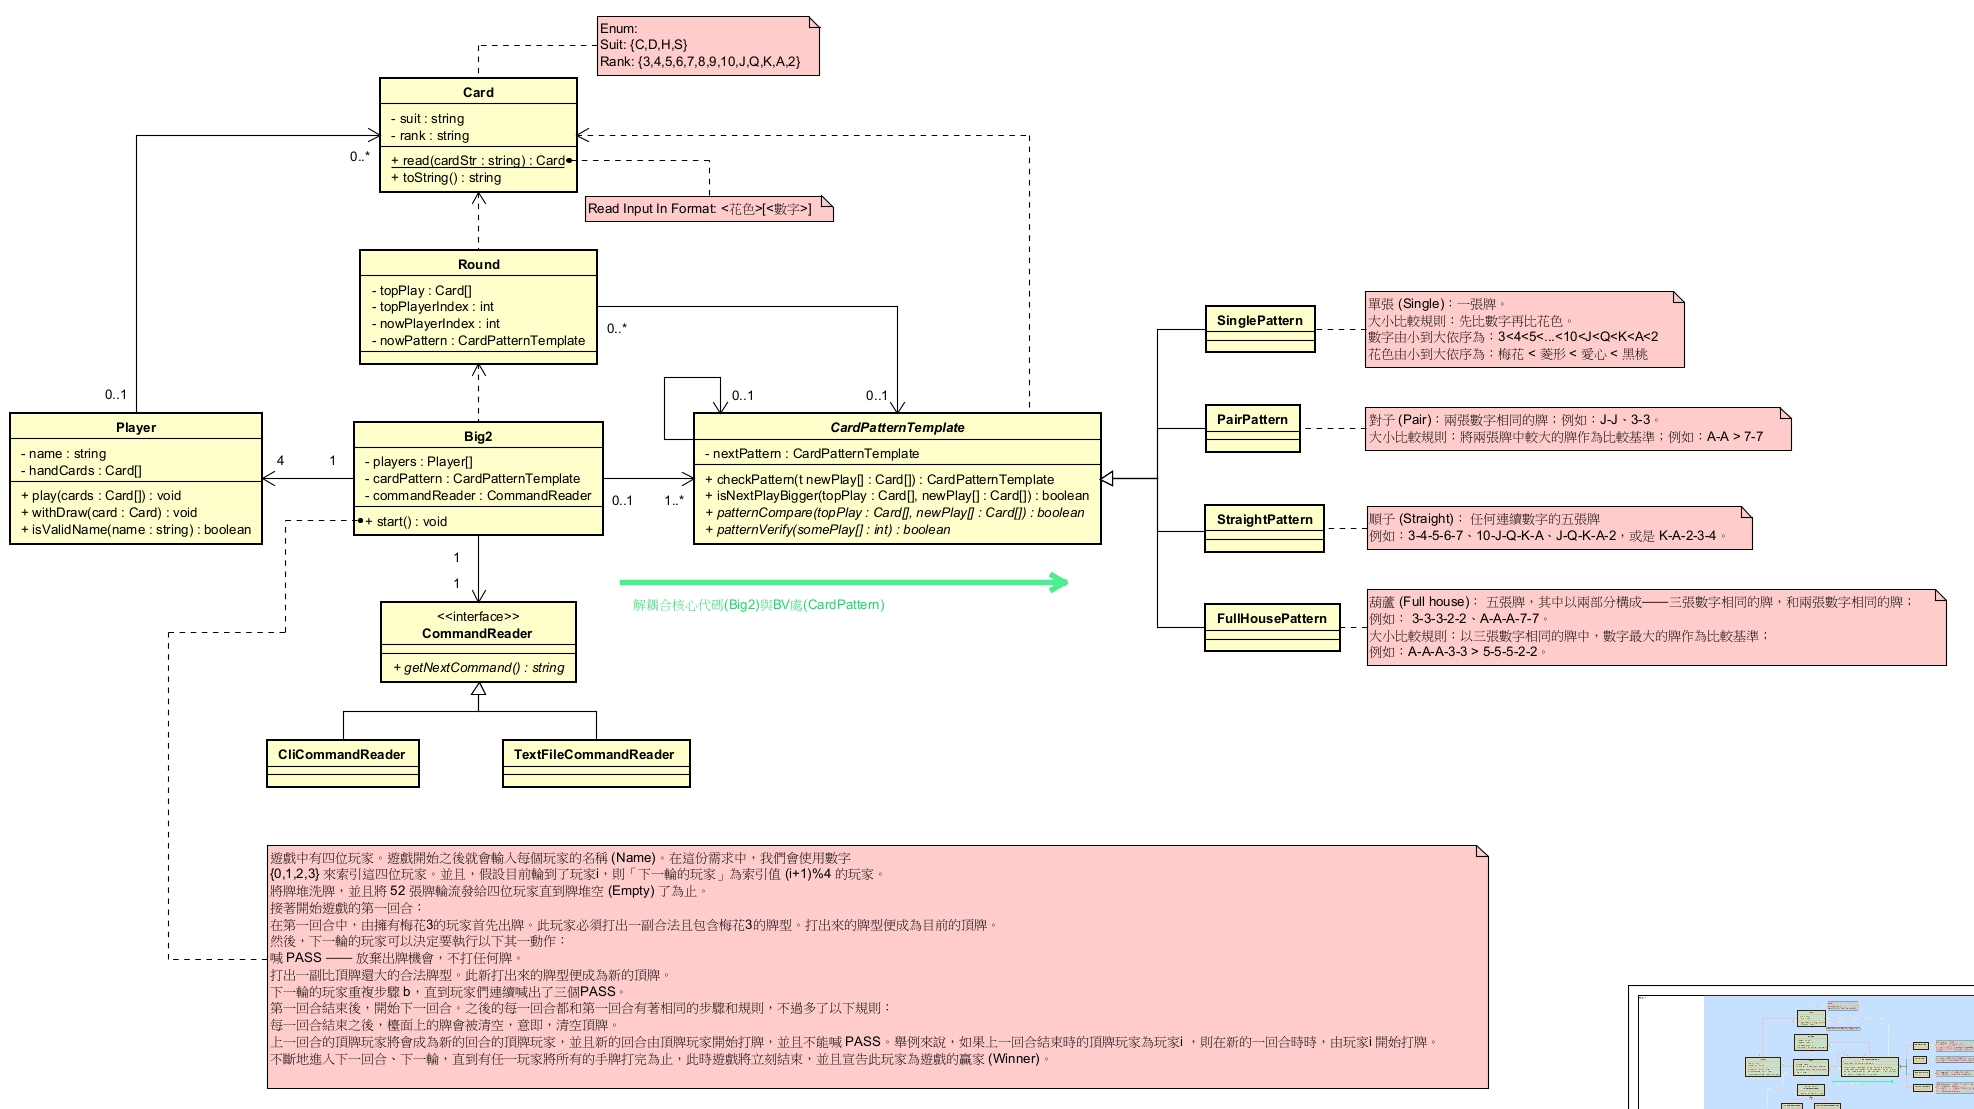 Enum:
Suit: {C,D,H,S}
Rank: {3,4,5,6,7,8,9,10,J,Q,K,A,2}
Card
- suit : string
- rank : string
+ read(cardStr : string) : Card
+ toString() : string
0..*
Read Input In Format: <花色>[<數字>]
Round
- topPlay : Card[]
- topPlayerIndex : int
- nowPlayerIndex : int
- nowPattern : CardPatternTemplate
0..*
0..1
0..1
0..1
Player
- name : string
- handCards : Card[]
+ play(cards : Card[]) : void
+ withDraw(card : Card) : void
+ isValidName(name : string) : boolean
4
1
Big2
- players : Player[]
- cardPattern : CardPatternTemplate
- commandReader : CommandReader
+ start() : void
0..1
1..*
CardPatternTemplate
- nextPattern : CardPatternTemplate
+ checkPattern(t newPlay[] : Card[]) : CardPatternTemplate
+ isNextPlayBigger(topPlay : Card[], newPlay[] : Card[]) : boolean
+ patternCompare(topPlay : Card[], newPlay[] : Card[]) : boolean
+ patternVerify(somePlay[] : int) : boolean
SinglePattern
單張 (Single)：一張牌。
大小比較規則：先比數字再比花色。
數字由小到大依序為：3<4<5<...<10<J<Q<K<A<2
花色由小到大依序為：梅花 < 菱形 < 愛心 < 黑桃
PairPattern
對子 (Pair)：兩張數字相同的牌；例如：J-J、3-3。
大小比較規則：將兩張牌中較大的牌作為比較基準；例如：A-A > 7-7
StraightPattern
順子 (Straight)： 任何連續數字的五張牌
例如：3-4-5-6-7、10-J-Q-K-A、J-Q-K-A-2，或是 K-A-2-3-4。
FullHousePattern
葫蘆 (Full house)： 五張牌，其中以兩部分構成——三張數字相同的牌，和兩張數字相同的牌；
例如： 3-3-3-2-2、A-A-A-7-7。
大小比較規則：以三張數字相同的牌中，數字最大的牌作為比較基準；
例如：A-A-A-3-3 > 5-5-5-2-2。
解耦合核心代碼(Big2)與BV處(CardPattern)
1
1
<<interface>>
CommandReader
+ getNextCommand() : string
CliCommandReader
TextFileCommandReader
遊戲中有四位玩家。遊戲開始之後就會輸入每個玩家的名稱 (Name)。在這份需求中，我們會使用數字
{0,1,2,3} 來索引這四位玩家。並且，假設目前輪到了玩家i，則「下一輪的玩家」為索引值 (i+1)%4 的玩家。
將牌堆洗牌，並且將 52 張牌輪流發給四位玩家直到牌堆空 (Empty) 了為止。
接著開始遊戲的第一回合：
在第一回合中，由擁有梅花3的玩家首先出牌。此玩家必須打出一副合法且包含梅花3的牌型。打出來的牌型便成為目前的頂牌。
然後，下一輪的玩家可以決定要執行以下其一動作：
喊 PASS —— 放棄出牌機會，不打任何牌。
打出一副比頂牌還大的合法牌型。此新打出來的牌型便成為新的頂牌。
下一輪的玩家重複步驟 b，直到玩家們連續喊出了三個PASS。
第一回合結束後，開始下一回合。之後的每一回合都和第一回合有著相同的步驟和規則，不過多了以下規則：
每一回合結束之後，檯面上的牌會被清空，意即，清空頂牌。
上一回合的頂牌玩家將會成為新的回合的頂牌玩家，並且新的回合由頂牌玩家開始打牌，並且不能喊 PASS。舉例來說，如果上一回合結束時的頂牌玩家為玩家i ，則在新的一回合時時，由玩家i 開始打牌。
不斷地進入下一回合、下一輪，直到有任一玩家將所有的手牌打完為止，此時遊戲將立刻結束，並且宣告此玩家為遊戲的贏家 (Winner)。